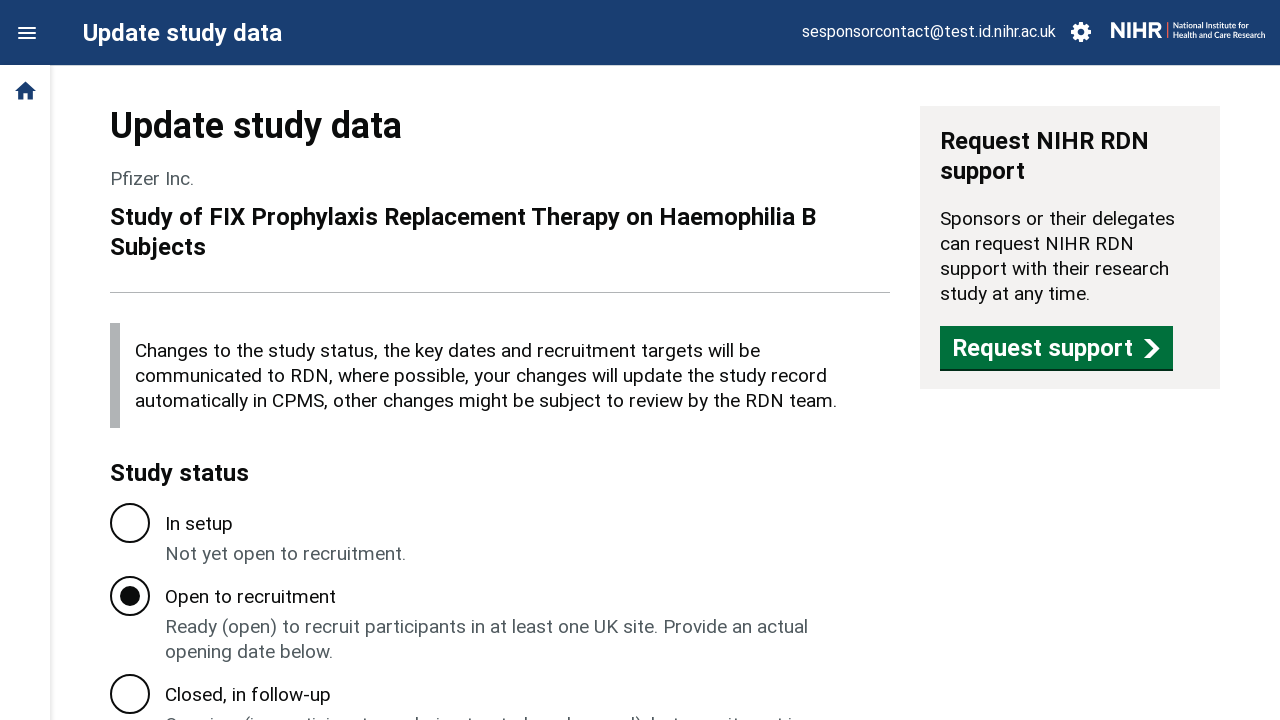 Update study data
sesponsorcontact@test.id.nihr.ac.uk
NIHR
National Institute for
Health and Care Research
Update study data
Pfizer Inc.
Study of FIX Prophylaxis Replacement Therapy on Haemophilia B
Subjects
Changes to the study status, the key dates and recruitment targets will be
communicated to RDN, where possible, your changes will update the study record
automatically in CPMS, other changes might be subject to review by the RDN team.
Study status
In setup
Not yet open to recruitment.
Open to recruitment
Ready (open) to recruit participants in at least one UK site. Provide an actual
opening date below.
Closed, in follow-up
Request NIHR RDN
support
Sponsors or their delegates
can request NIHR RDN
support with their research
study at any time.
Request support